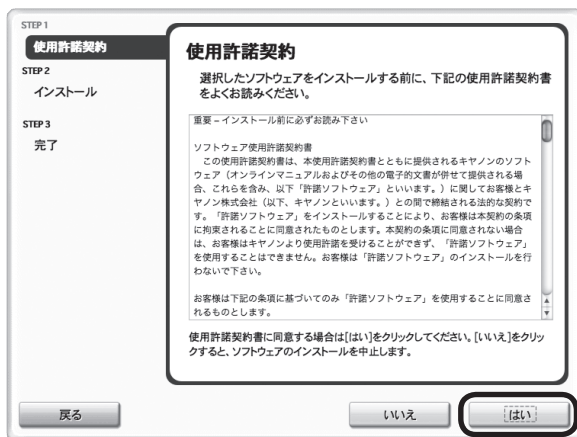 STEP 1
使用許諾契約
STEP 2
インストール
STEP 3
完了
使用許諾契約
選択したソフトウェアをインストールする前に、下記の使用許諾契約書
をよくお読みください。
重要 – インストール前に必ずお読み下さい
ソフトウェア使用許諾契約書
この使用許諾契約書は、本使用許諾契約書とともに提供されるキヤノンのソフト
ウェア（オンラインマニュアルおよびその他の電子的文書が併せて提供される場
合、これらを含み、以下「許諾ソフトウェア」といいます。）に関してお客様とキ
ヤノン株式会社（以下、キヤノンといいます。）との間で締結される法的な契約で
す。「許諾ソフトウェア」をインストールすることにより、お客様は本契約の条項
に拘束されることに同意されたものとします。本契約の条項に同意されない場合
は、お客様はキヤノンより使用許諾を受けることができず、「許諾ソフトウェア」
を使用することはできません。お客様は「許諾ソフトウェア」のインストールを行
わないで下さい。
お客様は下記の条項に基づいてのみ「許諾ソフトウェア」を使用することに同意さ
れるものとします。
使用許諾契約書に同意する場合は[はい]をクリックしてください。[いいえ]をクリッ
クすると、ソフトウェアのインストールを中止します。
戻る
いいえ
はい